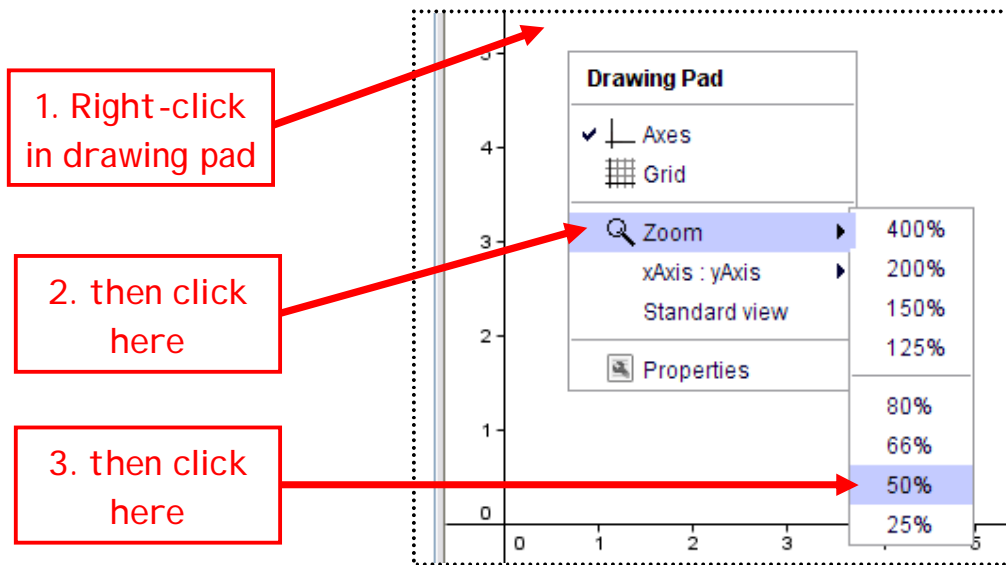 1. Right-click
in drawing pad
2. then click
here
3. then click
here
Drawing Pad
Axes
Grid
Zoom
xAxis : yAxis
Standard view
Properties
400%
200%
150%
125%
80%
66%
50%
25%
5
4
3
2
1
0
0 1 2 3 5